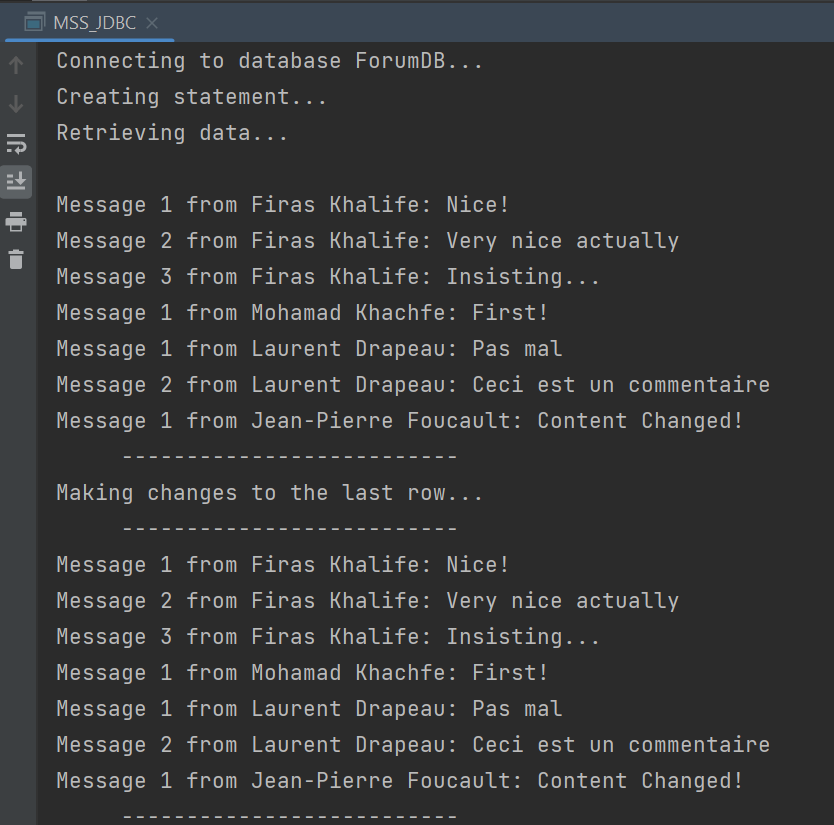 MSS_JDBC
Connecting to database ForumDB...
Creating statement...
Retrieving data...
Message 1 from Firas Khalife: Nice!
Message 2 from Firas Khalife: Very nice actually
Message 3 from Firas Khalife: Insisting...
Message 1 from Mohamad Khachfe: First!
Message 1 from Laurent Drapeau: Pas mal
Message 2 from Laurent Drapeau: Ceci est un commentaire
Message 1 from Jean-Pierre Foucault: Content Changed!
--------------------------
Making changes to the last row...
--------------------------
Message 1 from Firas Khalife: Nice!
Message 2 from Firas Khalife: Very nice actually
Message 3 from Firas Khalife: Insisting...
Message 1 from Mohamad Khachfe: First!
Message 1 from Laurent Drapeau: Pas mal
Message 2 from Laurent Drapeau: Ceci est un commentaire
Message 1 from Jean-Pierre Foucault: Content Changed!
--------------------------